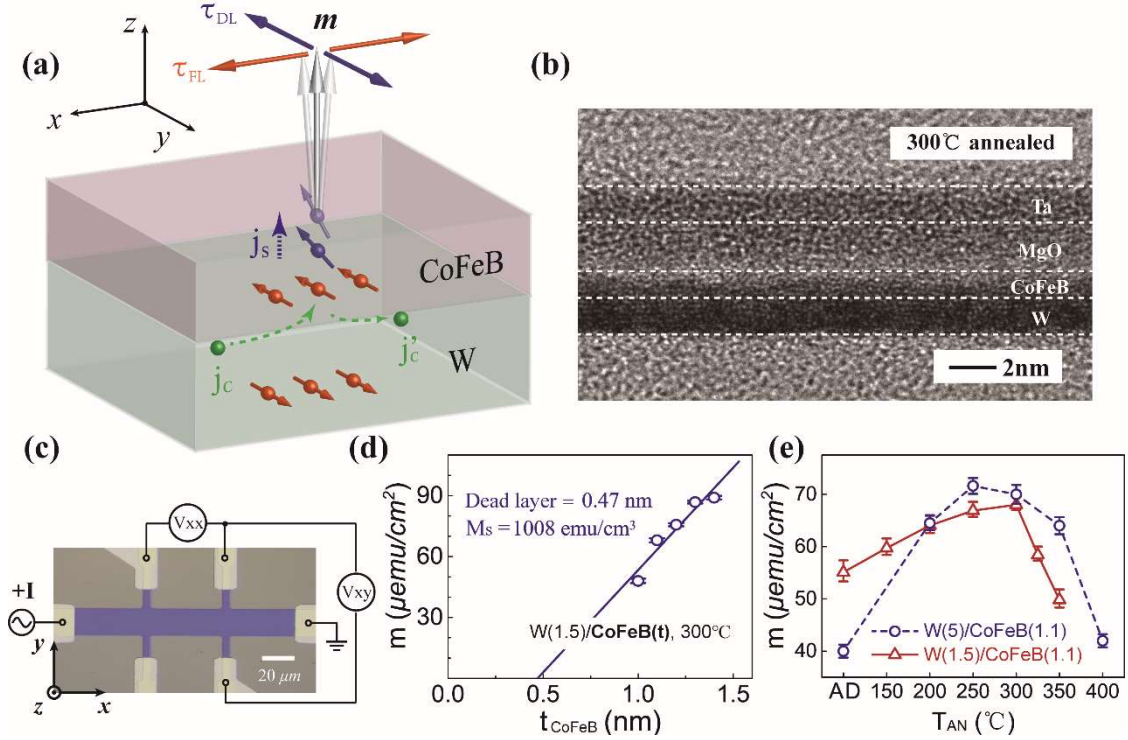 (a)
z
x
y
τDL
m
τFL
jS
CoFeB
jC
j'C
W
(b)
300℃ annealed
Ta
MgO
CoFeB
W
2nm
(c)
Vxx
Vxy
+I
y
z
x
20 μm
(d)
m (μemu/cm²)
90
60
30
Dead layer = 0.47 nm
Ms = 1008 emu/cm³
W(1.5)/CoFeB(t), 300℃
0.0
0.5
1.0
1.5
tCoFeB (nm)
(e)
m (μemu/cm²)
70
60
50
40
W(5)/CoFeB(1.1)
W(1.5)/CoFeB(1.1)
AD
150
200
250
300
350
400
TAN (℃)